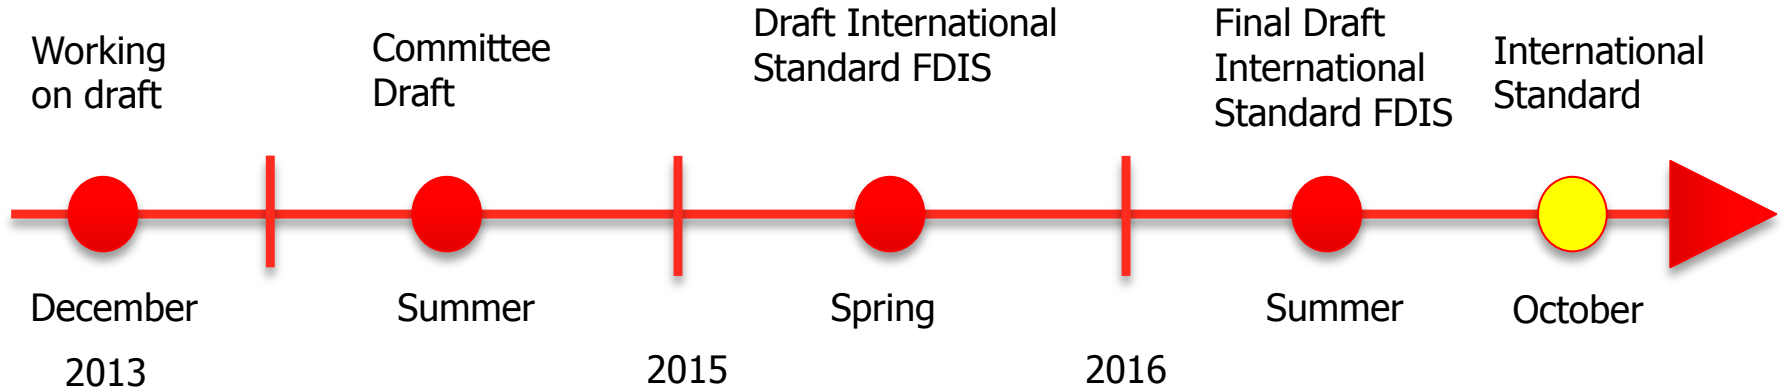 Working
on draft
Committee
Draft
Draft International
Standard FDIS
Final Draft
International
Standard FDIS
International
Standard
December
Summer
Spring
Summer
October
2013
2015
2016